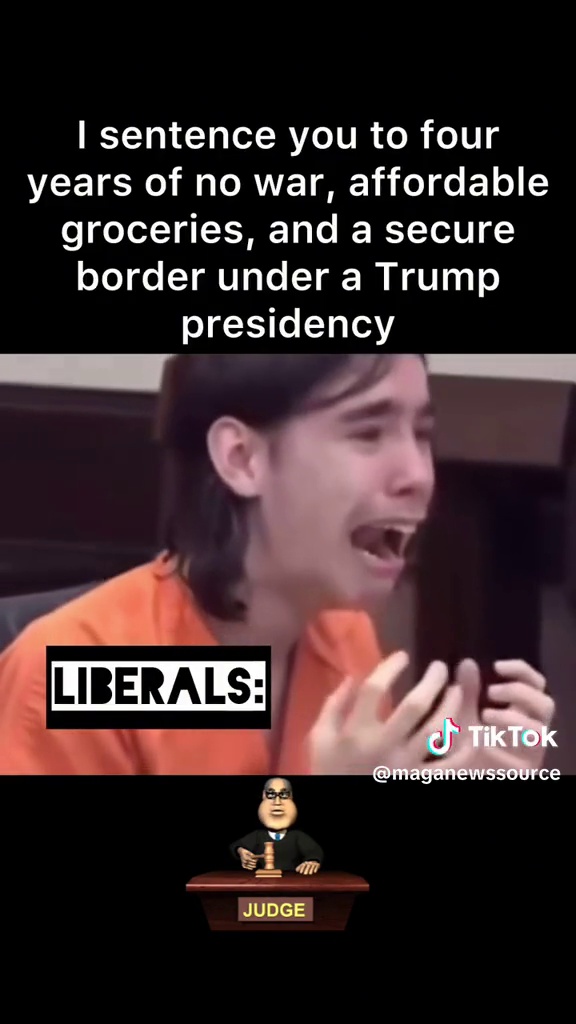 I sentence you to four
years of no war, affordable
groceries, and a secure
border under a Trump
presidency
LIBERALS:
TikTok
@maganewssource
JUDGE